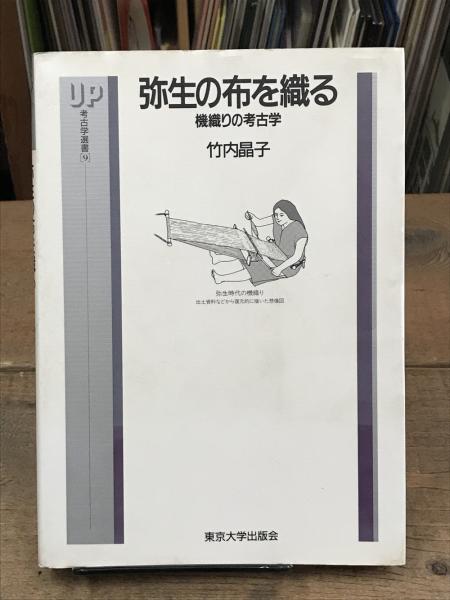 UP
考古学選書[9]
弥生の布を織る
機織りの考古学
竹内晶子
弥生時代の機織り
出土資料などから復元的に描いた想像図
東京大学出版会